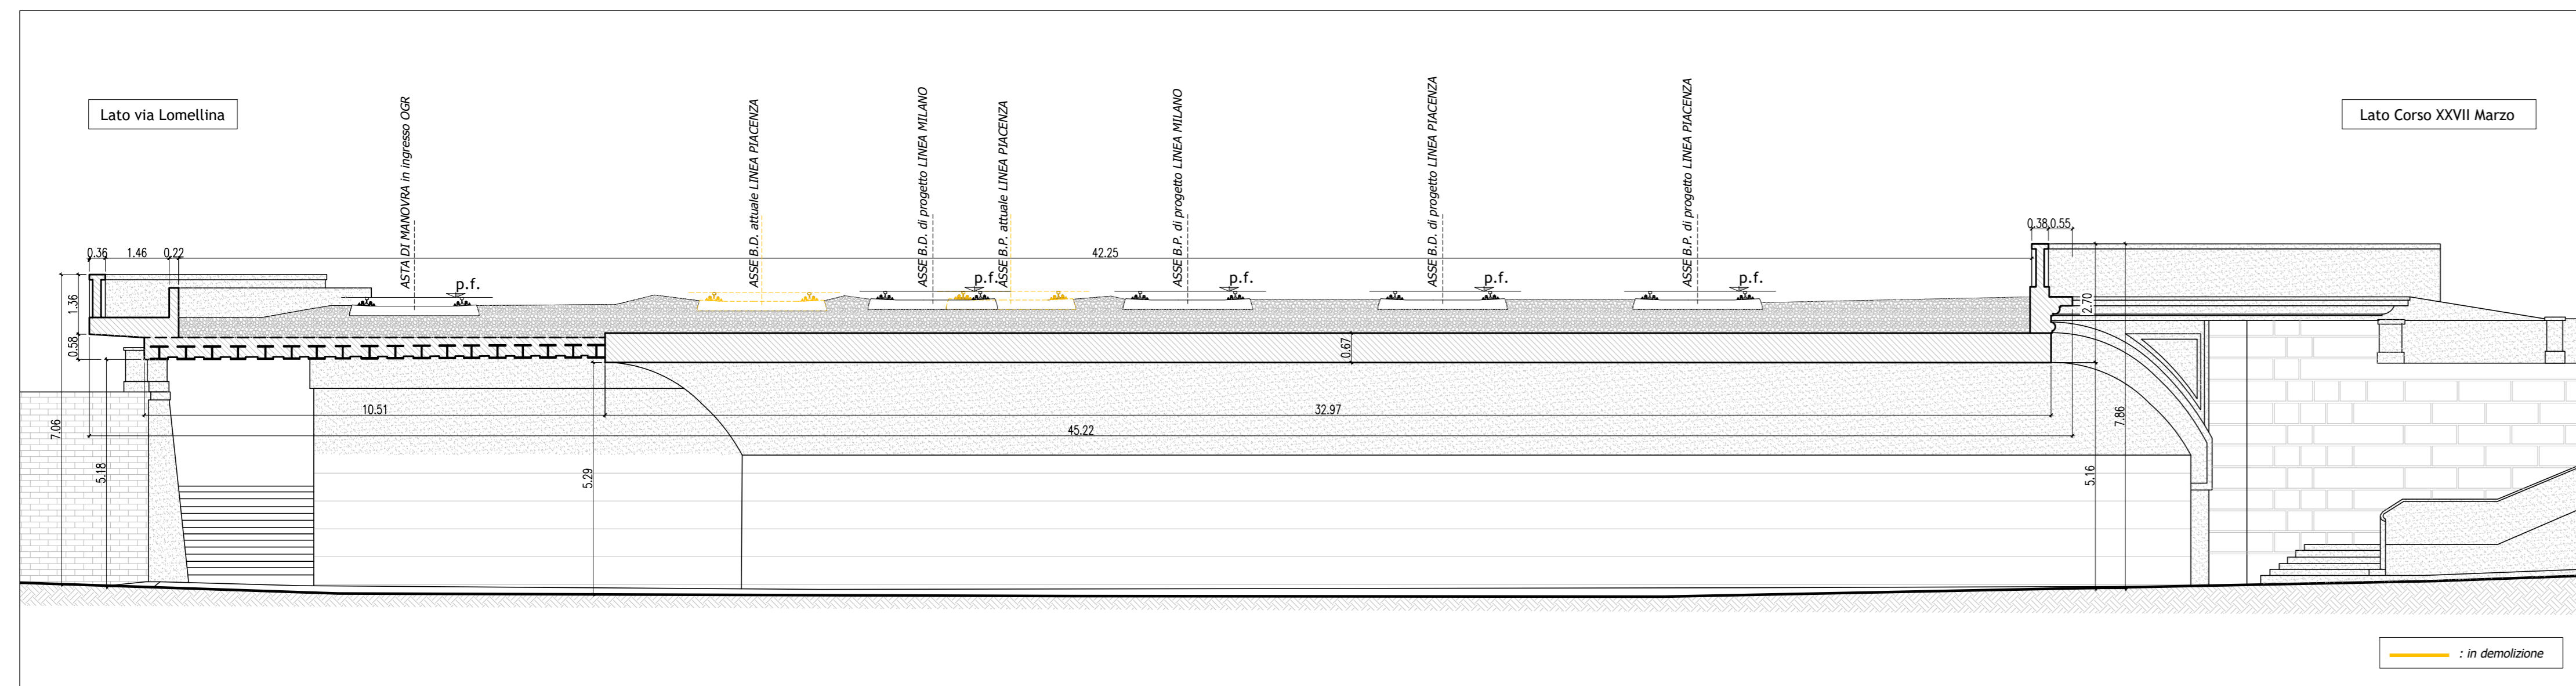 Lato via Lomellina
Lato Corso XXVII Marzo
ASTA DI MANOVRA in ingresso OGR
ASSE B.D. attuale LINEA PIACENZA
ASSE B.D. di progetto LINEA MILANO
ASSE B.P. attuale LINEA PIACENZA
ASSE B.P. di progetto LINEA MILANO
ASSE B.D. di progetto LINEA PIACENZA
ASSE B.P. di progetto LINEA PIACENZA
0.36
1.46
0.22
42.25
0.38
0.55
p.f.
p.f.
p.f.
p.f.
p.f.
1.36
0.58
0.67
2.70
10.51
32.97
45.22
7.06
5.18
5.29
5.16
7.86
: in demolizione